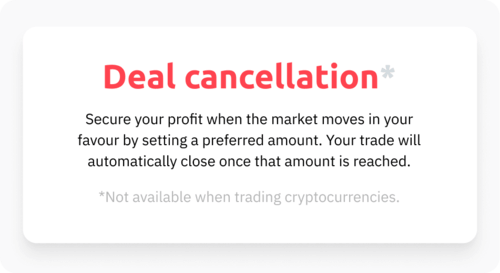 Deal cancellation*
Secure your profit when the market moves in your
favour by setting a preferred amount. Your trade will
automatically close once that amount is reached.
*Not available when trading cryptocurrencies.